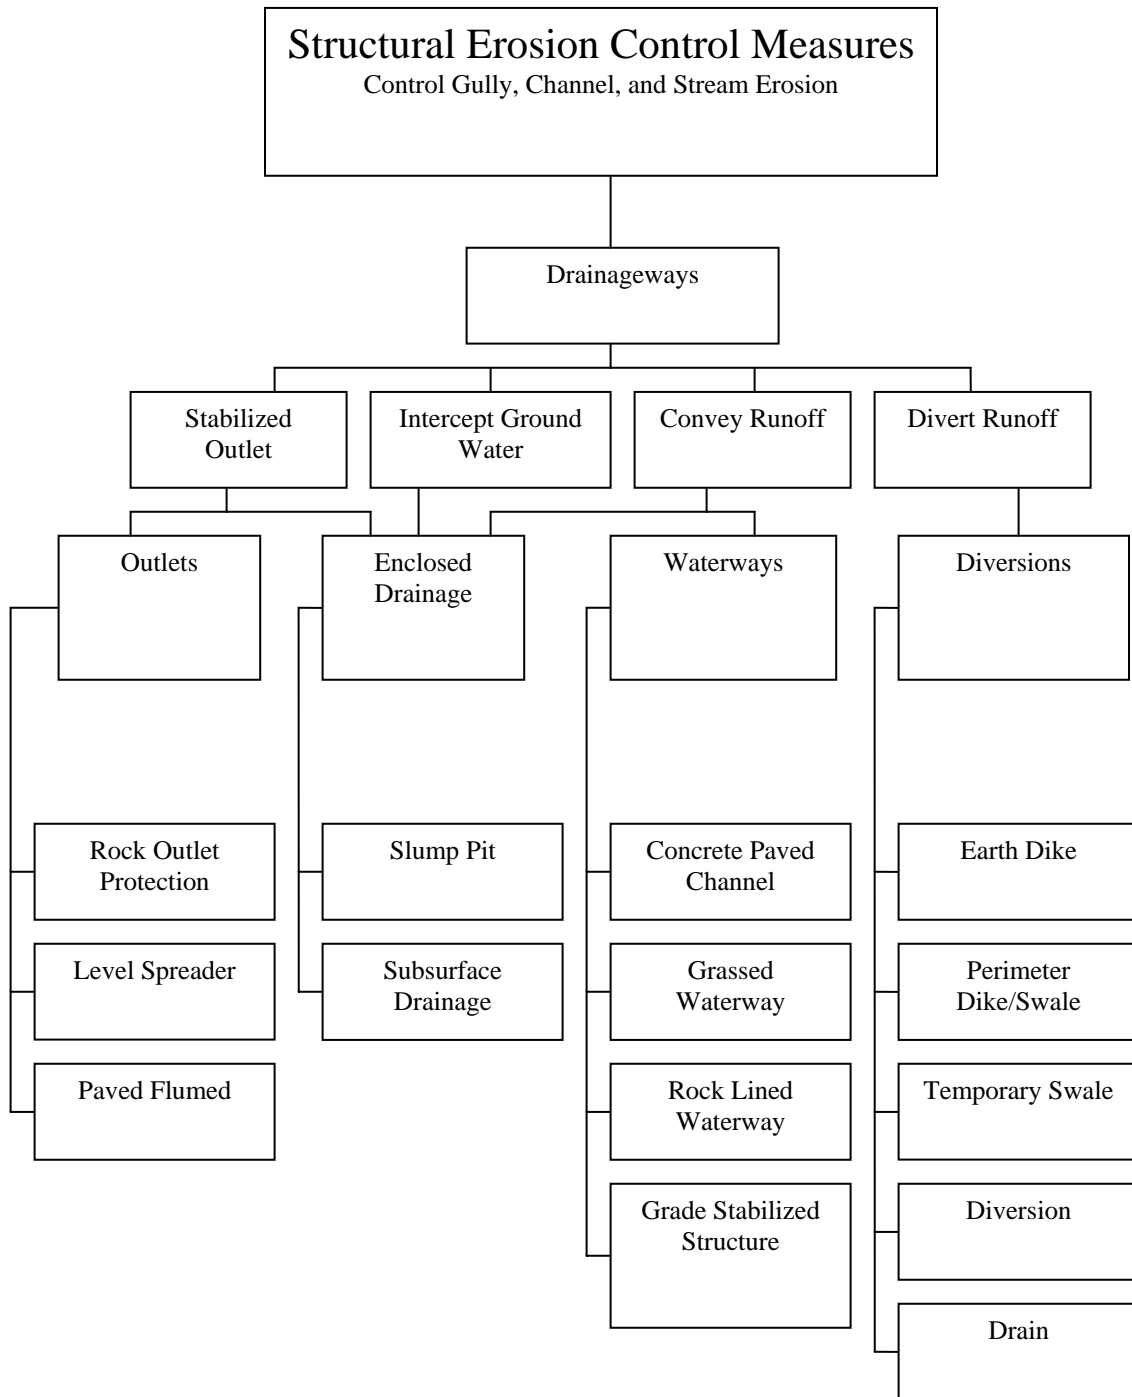 Structural Erosion Control Measures
Control Gully, Channel, and Stream Erosion
Drainageways
Stabilized
Outlet
Intercept Ground
Water
Convey Runoff
Divert Runoff
Outlets
Enclosed
Drainage
Waterways
Diversions
Rock Outlet
Protection
Slump Pit
Concrete Paved
Channel
Earth Dike
Level Spreader
Subsurface
Drainage
Grassed
Waterway
Perimeter
Dike/Swale
Paved Flumed
Rock Lined
Waterway
Temporary Swale
Grade Stabilized
Structure
Diversion
Drain